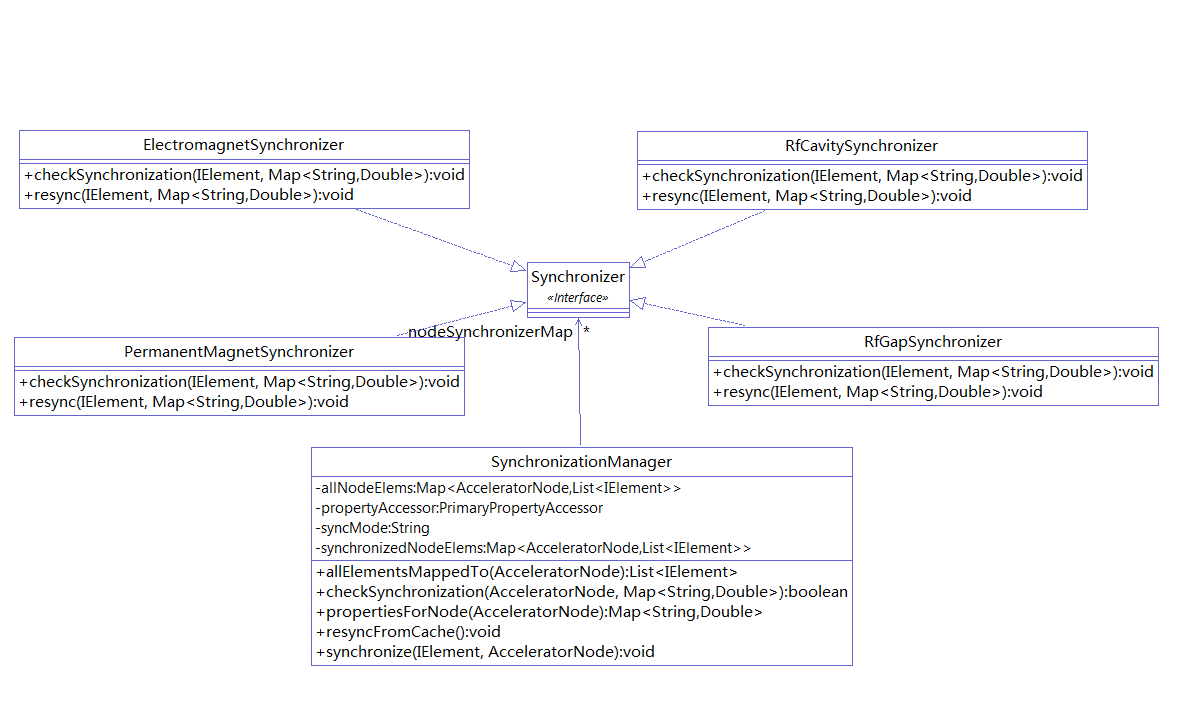 ElectromagnetSynchronizer
+checkSynchronization(IElement, Map<String,Double>):void
+resync(IElement, Map<String,Double>):void
RfCavitySynchronizer
+checkSynchronization(IElement, Map<String,Double>):void
+resync(IElement, Map<String,Double>):void
Synchronizer
«Interface»
nodeSynchronizerMap *
PermanentMagnetSynchronizer
+checkSynchronization(IElement, Map<String,Double>):void
+resync(IElement, Map<String,Double>):void
RfGapSynchronizer
+checkSynchronization(IElement, Map<String,Double>):void
+resync(IElement, Map<String,Double>):void
SynchronizationManager
-allNodeElems:Map<AcceleratorNode,List<IElement>>
-propertyAccessor:PrimaryPropertyAccessor
-syncMode:String
-synchronizedNodeElems:Map<AcceleratorNode,List<IElement>>
+allElementsMappedTo(AcceleratorNode):List<IElement>
+checkSynchronization(AcceleratorNode, Map<String,Double>):boolean
+propertiesForNode(AcceleratorNode):Map<String,Double>
+resyncFromCache():void
+synchronize(IElement, AcceleratorNode):void